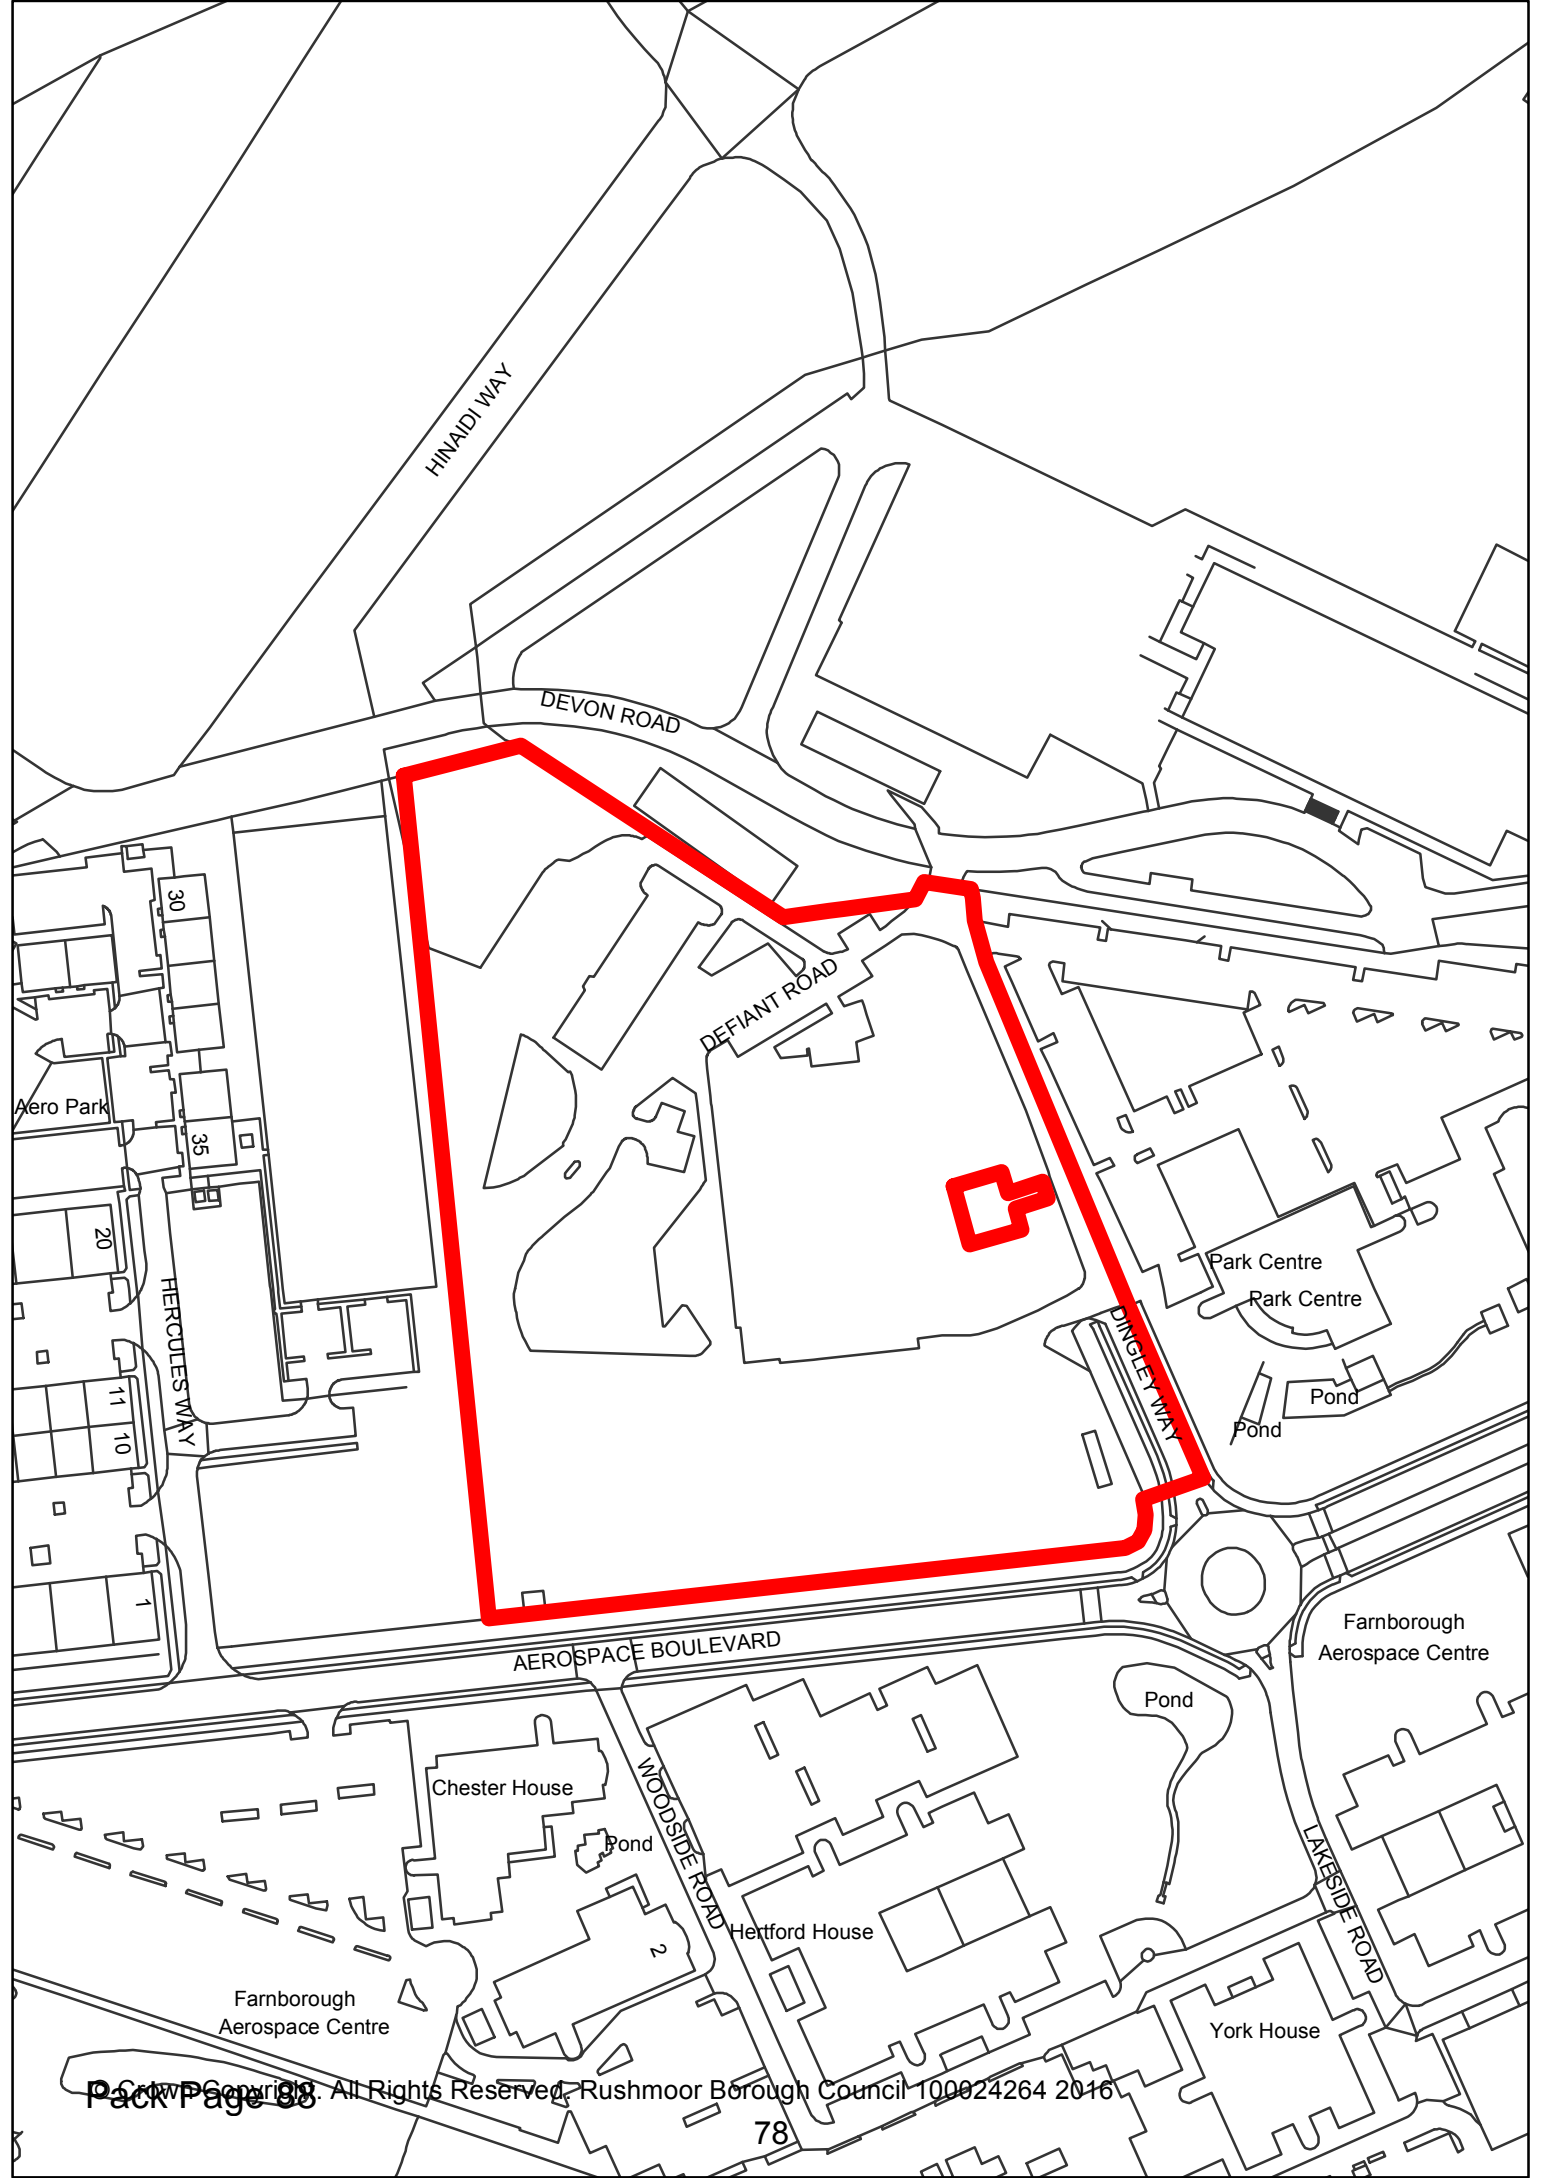 HINAIDI WAY
DEVON ROAD
30
DEFIANT ROAD
Aero Park
35
20
HERCULES WAY
Park Centre
Park Centre
DINGLEY WAY
11
Pond
10
Pond
1
Farnborough
Aerospace Centre
AEROSPACE BOULEVARD
Pond
Chester House
WOODSIDE ROAD
Pond
LAKESIDE ROAD
Hertford House
2
Farnborough
Aerospace Centre
York House
© Crown Copyright. All Rights Reserved. Rushmoor Borough Council 100024264 2016
Pack Page 88
78